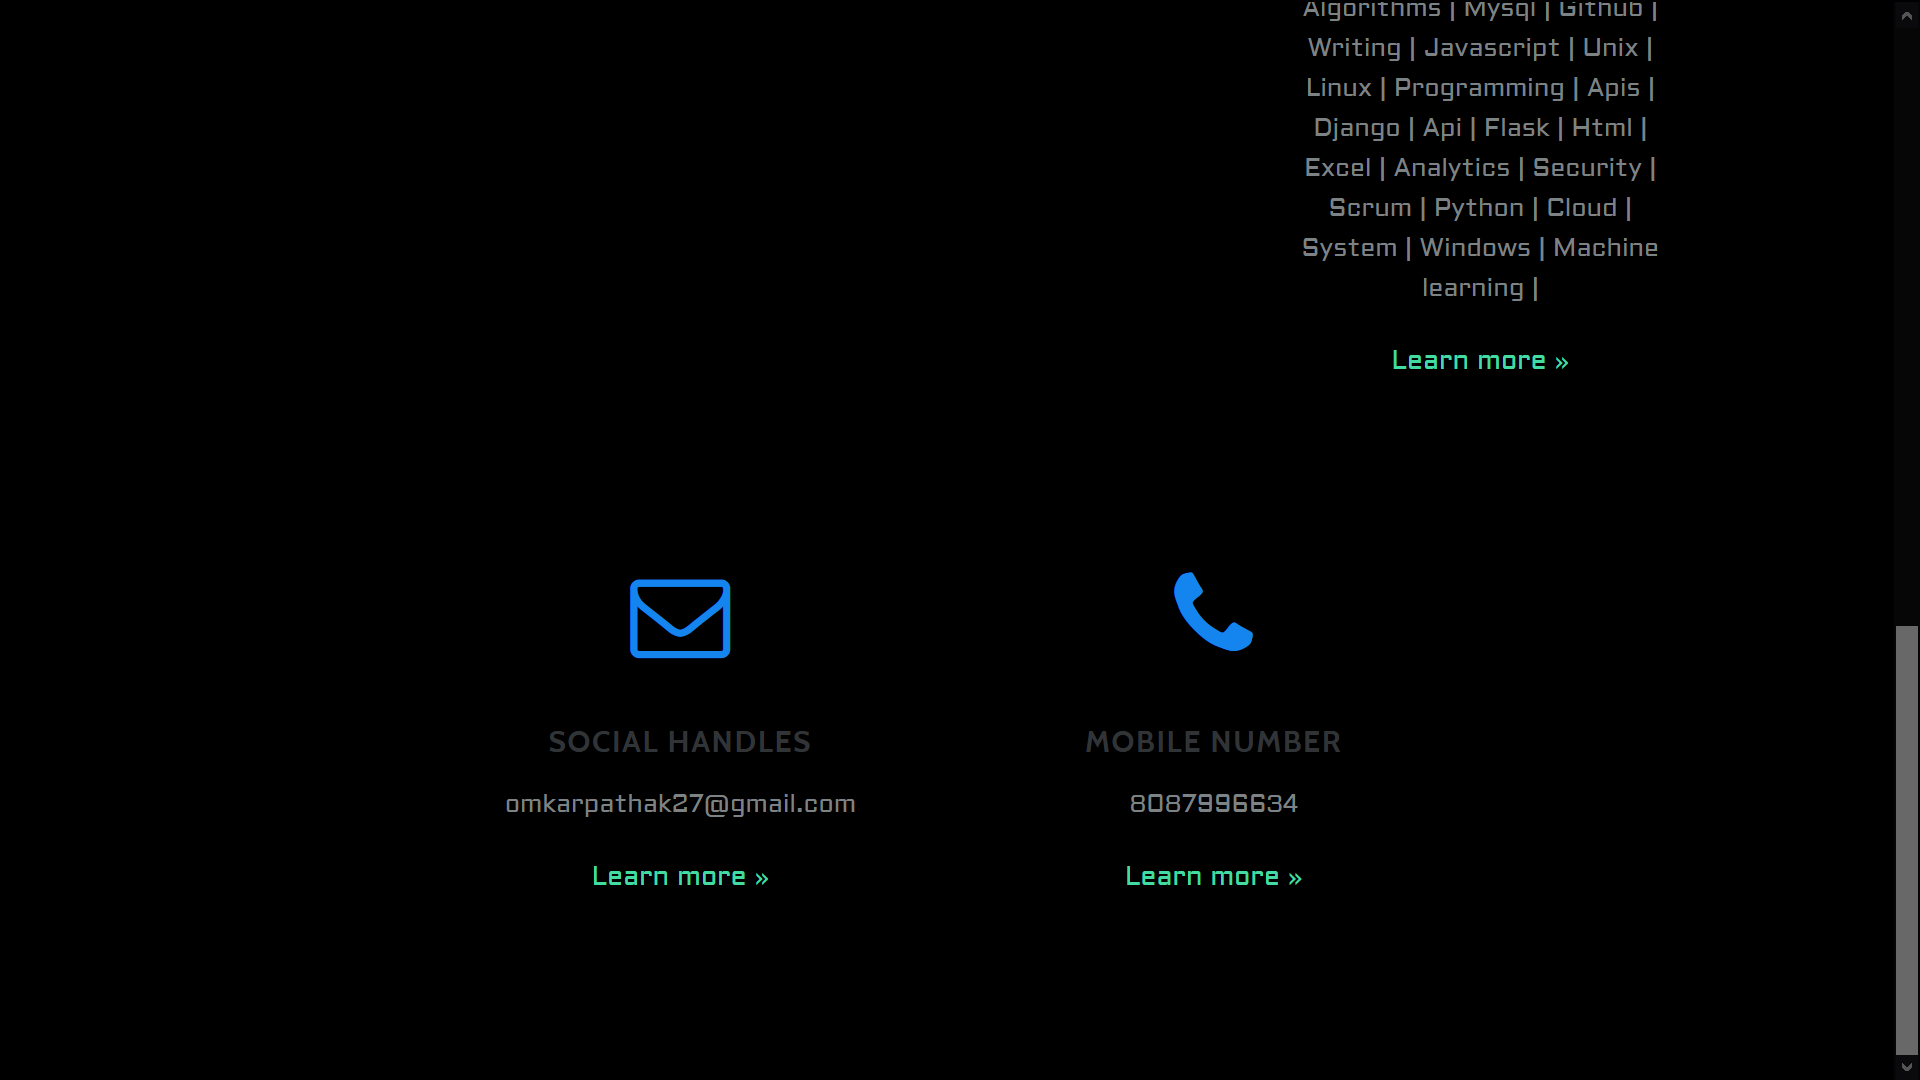 Algorithms | Mysql | Github |
Writing | Javascript | Unix |
Linux | Programming | Apis |
Django | Api | Flask | Html |
Excel | Analytics | Security |
Scrum | Python | Cloud |
System | Windows | Machine
learning |
Learn more »
SOCIAL HANDLES
omkarpathak27@gmail.com
Learn more »
MOBILE NUMBER
8087996634
Learn more »